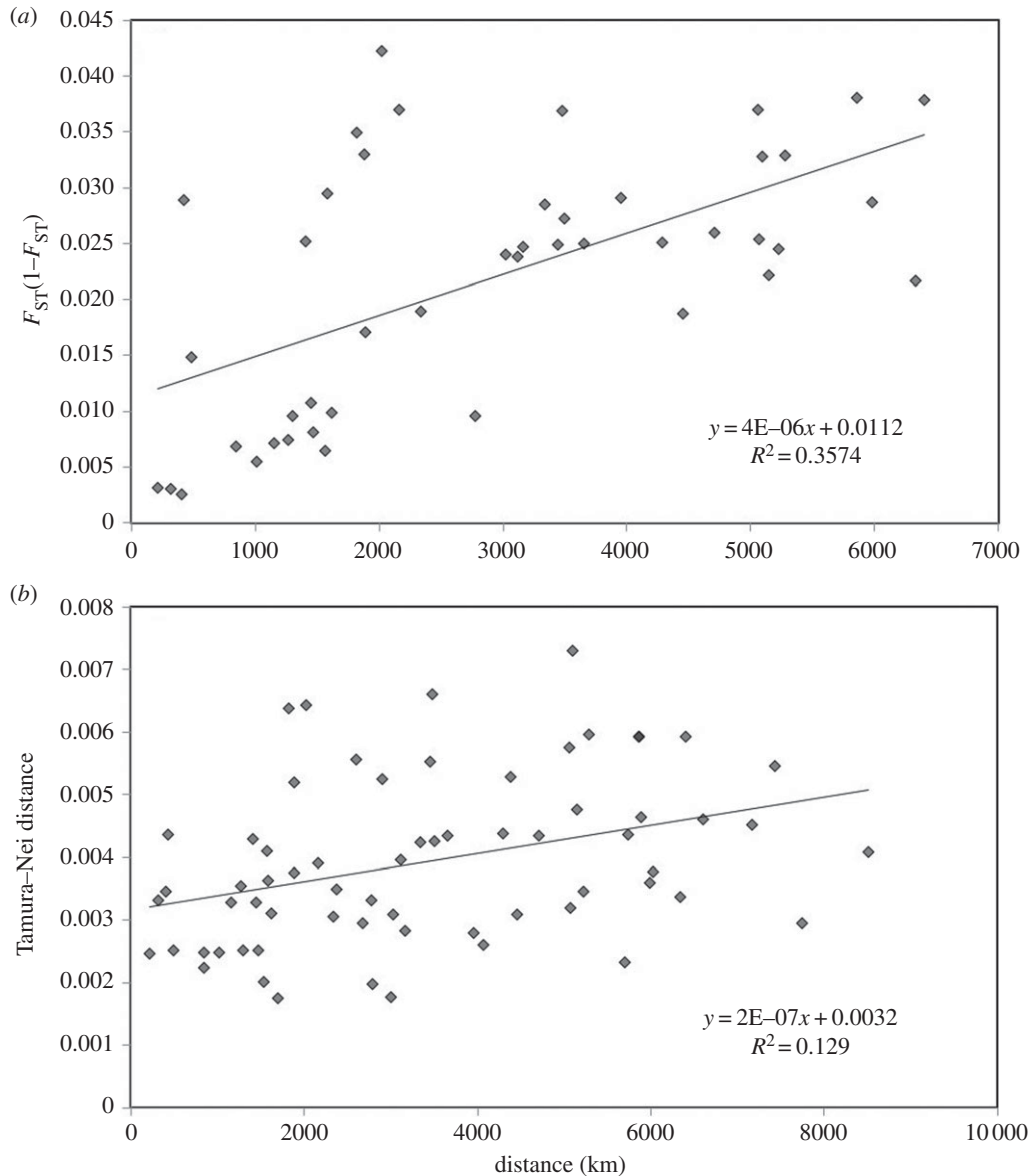 (a)
0.045
0.040
0.035
0.030
0.025
0.020
0.015
0.010
0.005
0
F_ST(1–F_ST)
y = 4E–06x + 0.0112
R² = 0.3574
0 1000 2000 3000 4000 5000 6000 7000
(b)
0.008
0.007
0.006
0.005
0.004
0.003
0.002
0.001
0
Tamura–Nei distance
y = 2E–07x + 0.0032
R² = 0.129
0 2000 4000 6000 8000 10 000
distance (km)